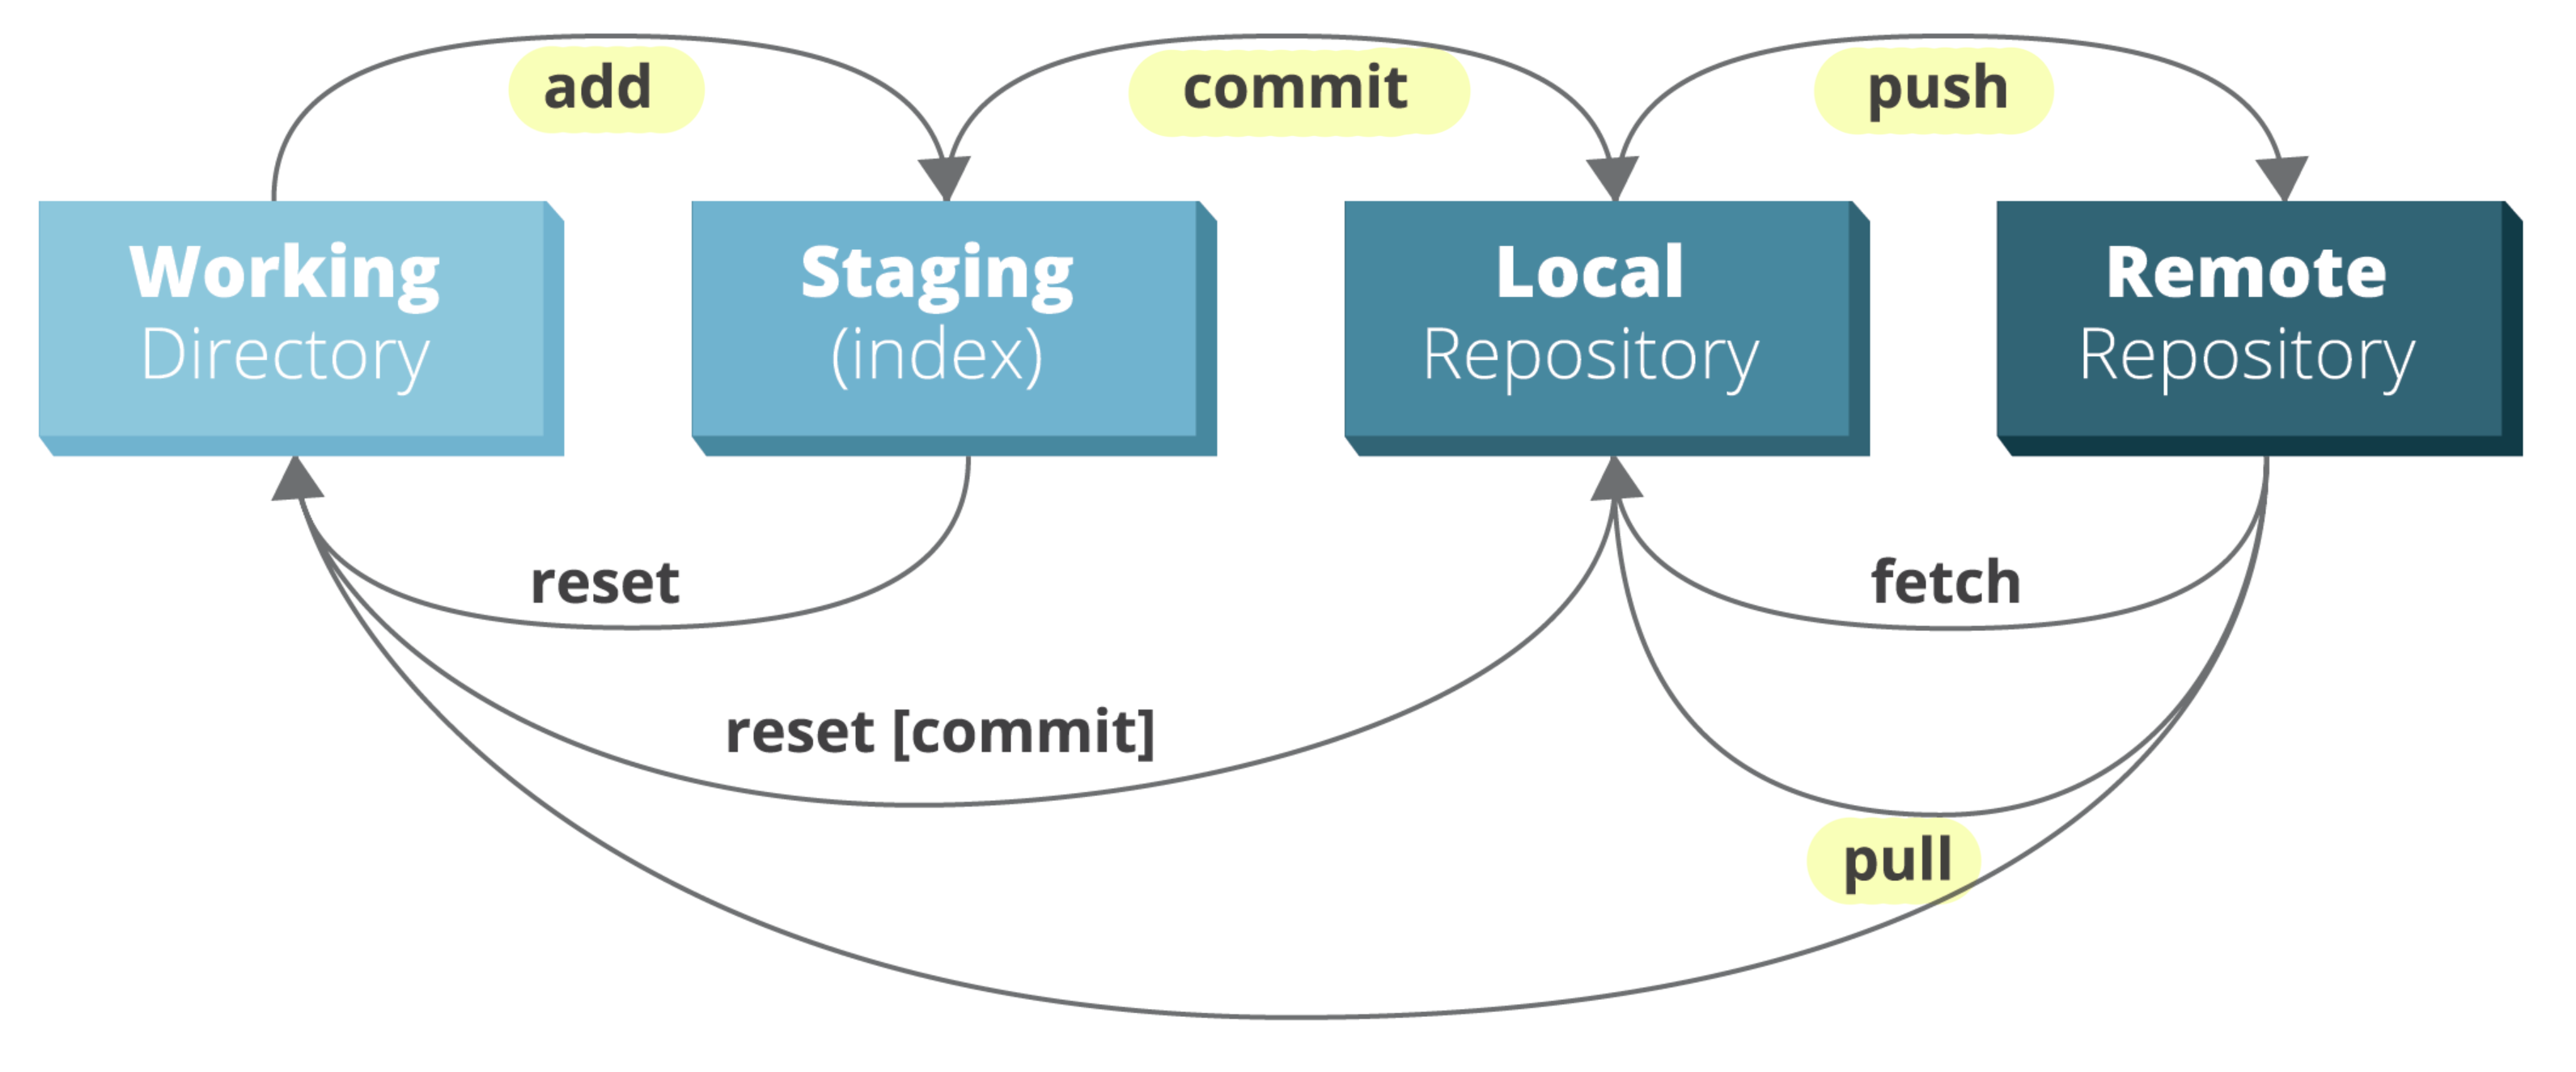 add
commit
push
Working
Directory
Staging
(index)
Local
Repository
Remote
Repository
reset
fetch
reset [commit]
pull